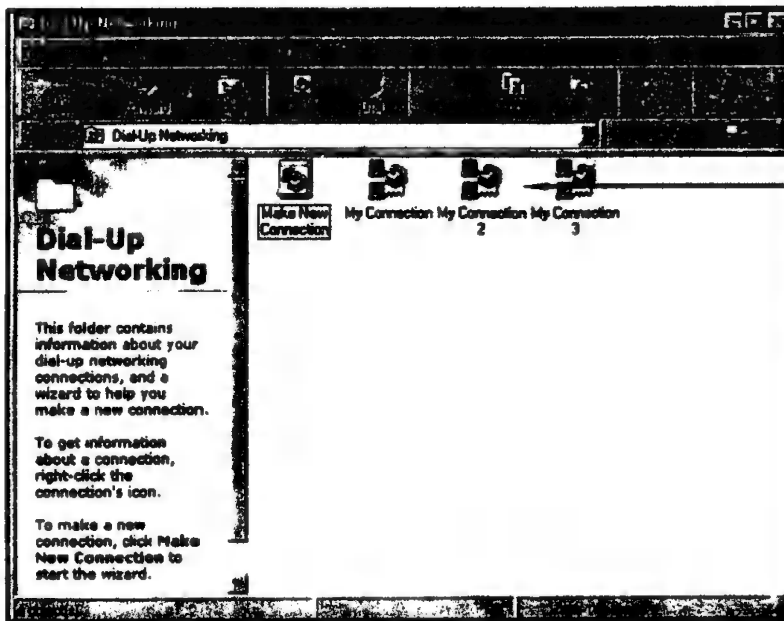 Dial-Up Networking
Dial-Up Networking
Make New
Connection
My Connection
My Connection
2
My Connection
3
Dial-Up
Networking
This folder contains
information about your
dial-up networking
connections, and a
wizard to help you
make a new connection.
To get information
about a connection,
right-click the
connection's icon.
To make a new
connection, click Make
New Connection to
start the wizard.